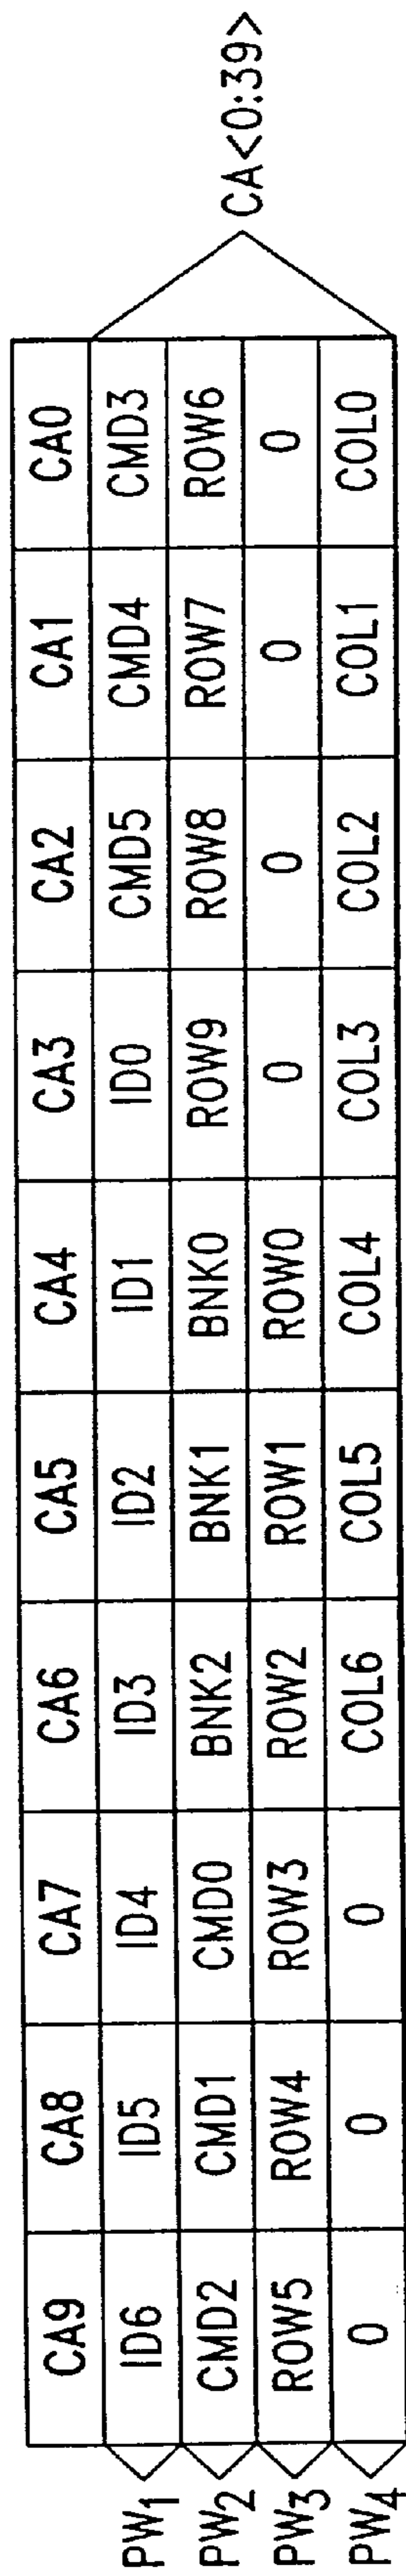 CA9 CA8 CA7 CA6 CA5 CA4 CA3 CA2 CA1 CA0
PW1 ID6 ID5 ID4 ID3 ID2 ID1 ID0 CMD5 CMD4 CMD3
PW2 CMD2 CMD1 CMD0 BNK2 BNK1 BNK0 ROW9 ROW8 ROW7 ROW6
PW3 ROW5 ROW4 ROW3 ROW2 ROW1 ROW0 0 0 0 0
PW4 0 0 0 COL6 COL5 COL4 COL3 COL2 COL1 COL0
CA<0:39>